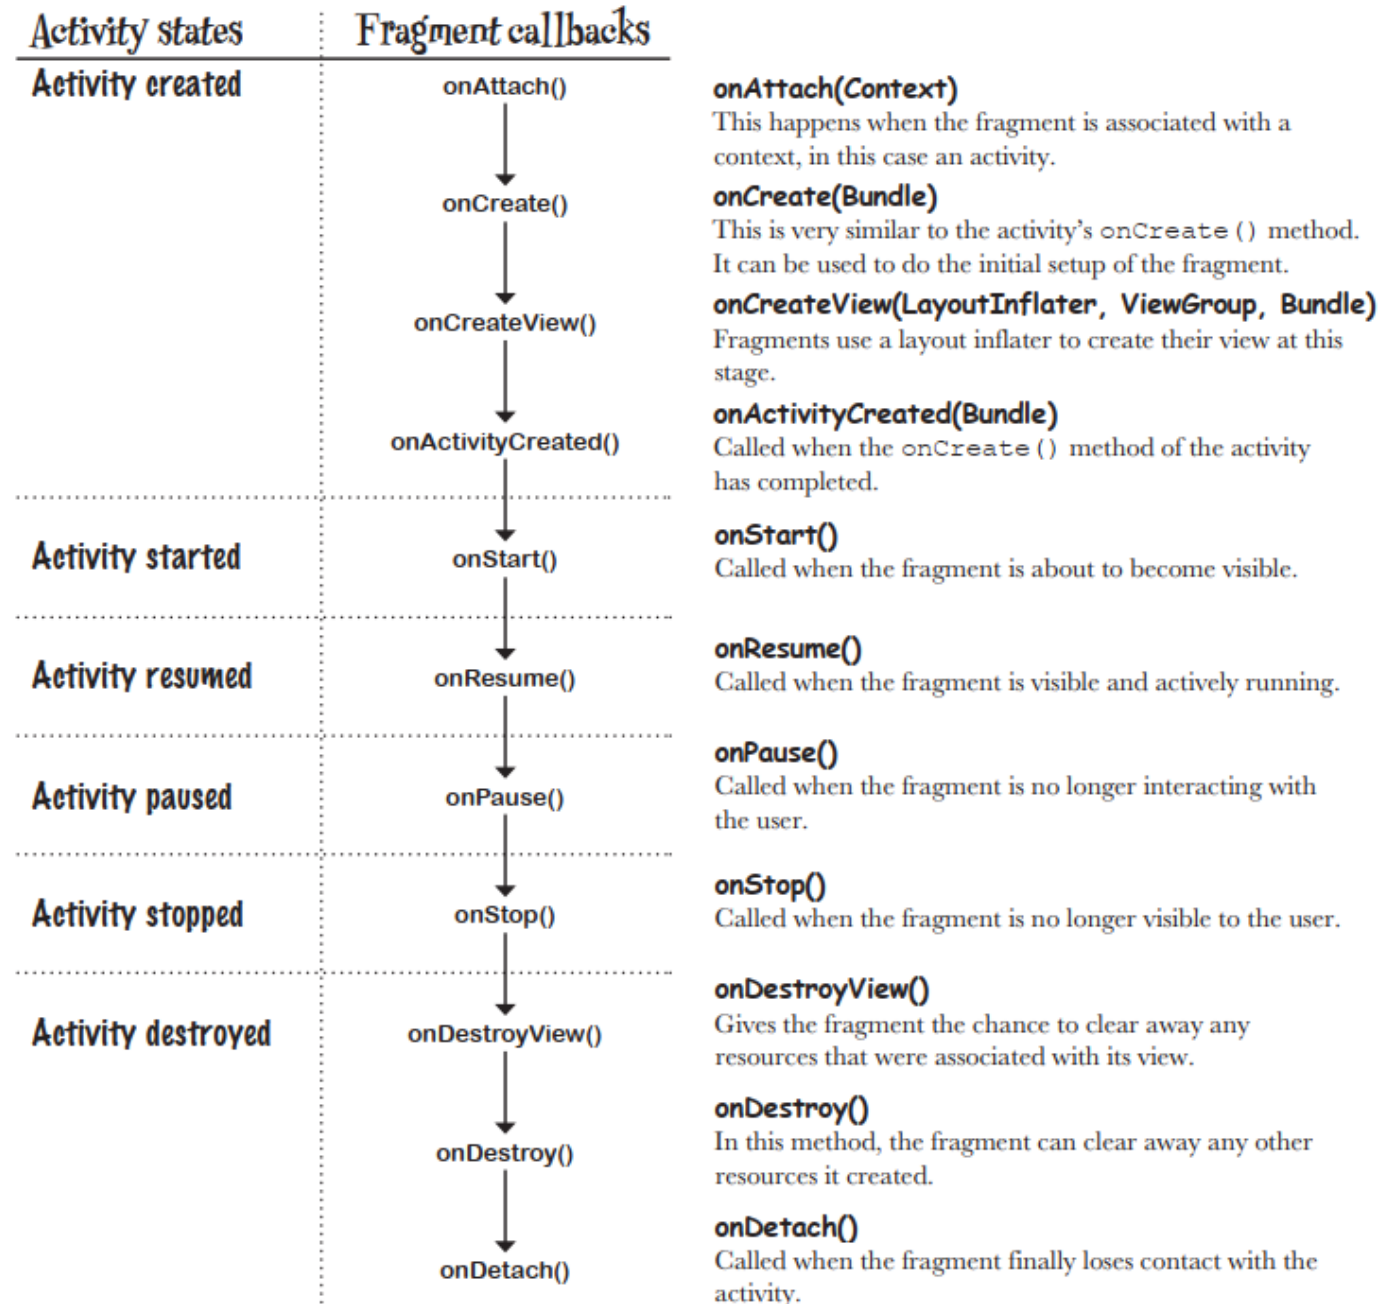 Activity states
Fragment callbacks
Activity created
onAttach()
onCreate()
onCreateView()
onActivityCreated()
Activity started
onStart()
Activity resumed
onResume()
Activity paused
onPause()
Activity stopped
onStop()
Activity destroyed
onDestroyView()
onDestroy()
onDetach()
onAttach(Context)
This happens when the fragment is associated with a
context, in this case an activity.
onCreate(Bundle)
This is very similar to the activity’s onCreate() method.
It can be used to do the initial setup of the fragment.
onCreateView(LayoutInflater, ViewGroup, Bundle)
Fragments use a layout inflater to create their view at this
stage.
onActivityCreated(Bundle)
Called when the onCreate() method of the activity
has completed.
onStart()
Called when the fragment is about to become visible.
onResume()
Called when the fragment is visible and actively running.
onPause()
Called when the fragment is no longer interacting with
the user.
onStop()
Called when the fragment is no longer visible to the user.
onDestroyView()
Gives the fragment the chance to clear away any
resources that were associated with its view.
onDestroy()
In this method, the fragment can clear away any other
resources it created.
onDetach()
Called when the fragment finally loses contact with the
activity.